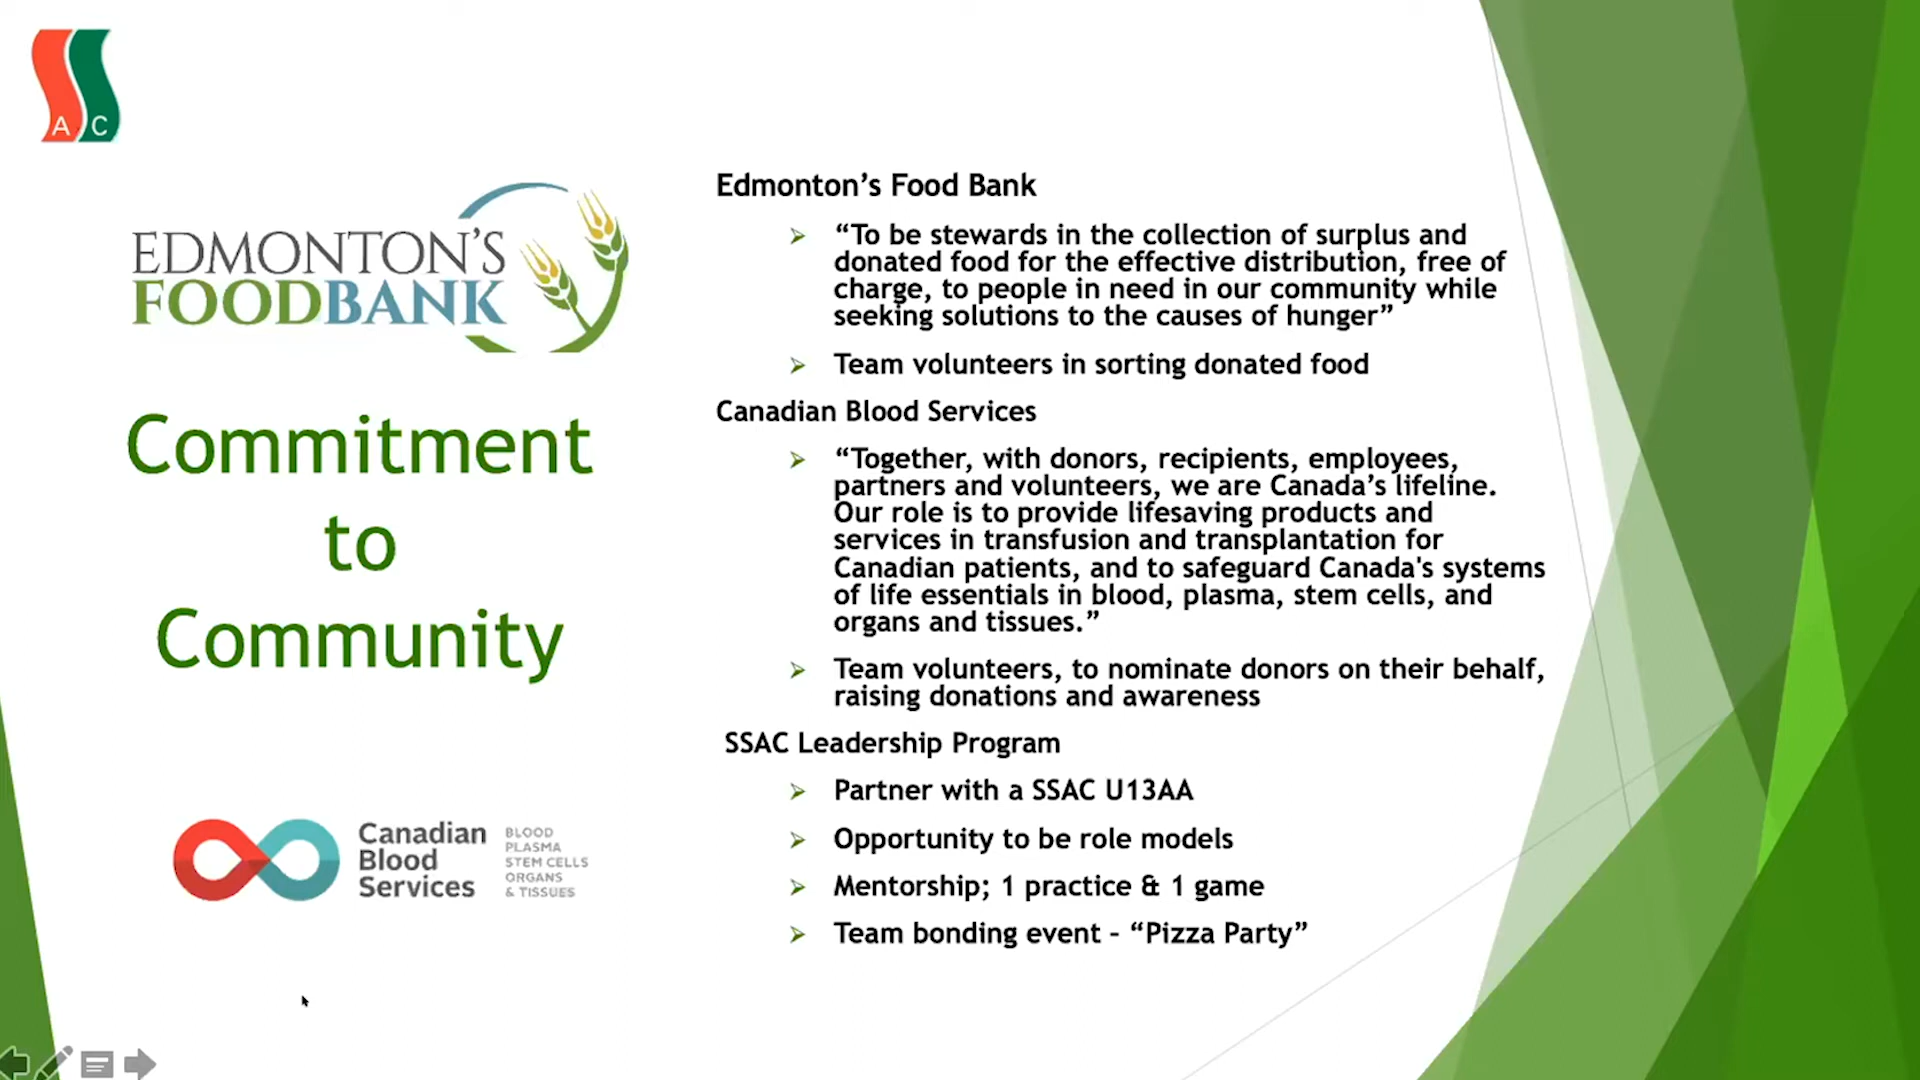 A C
EDMONTON'S
FOODBANK
Commitment
to
Community
Canadian
Blood
Services
BLOOD
PLASMA
STEM CELLS
ORGANS
& TISSUES
Edmonton’s Food Bank
“To be stewards in the collection of surplus and
donated food for the effective distribution, free of
charge, to people in need in our community while
seeking solutions to the causes of hunger”
Team volunteers in sorting donated food
Canadian Blood Services
“Together, with donors, recipients, employees,
partners and volunteers, we are Canada’s lifeline.
Our role is to provide lifesaving products and
services in transfusion and transplantation for
Canadian patients, and to safeguard Canada's systems
of life essentials in blood, plasma, stem cells, and
organs and tissues.”
Team volunteers, to nominate donors on their behalf,
raising donations and awareness
SSAC Leadership Program
Partner with a SSAC U13AA
Opportunity to be role models
Mentorship; 1 practice & 1 game
Team bonding event – “Pizza Party”